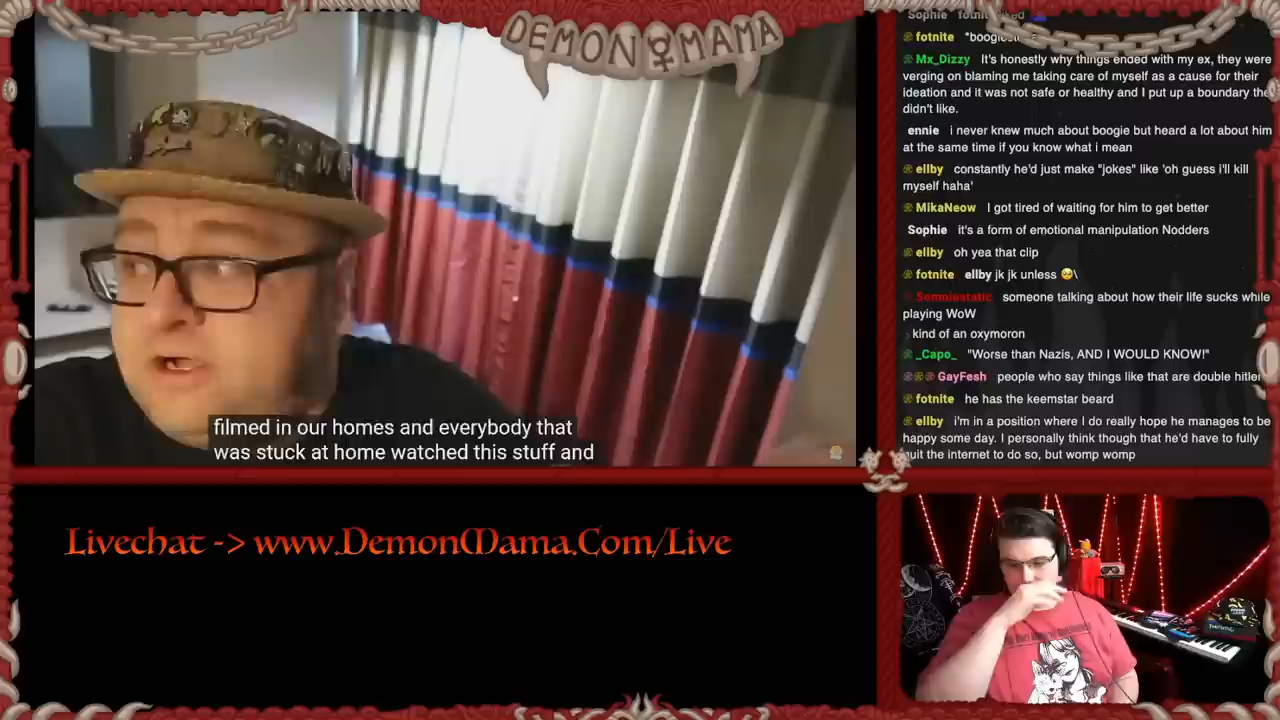 DEMON MAMA
filmed in our homes and everybody that
was stuck at home watched this stuff and
Livechat -> www.DemonMama.Com/Live
Sophie
fotnite
Mx_Dizzy It's honestly why things ended with my ex, they were
verging on blaming me taking care of myself as a cause for their
ideation and it was not safe or healthy and I put up a boundary the
didn't like.
ennie i never knew much about boogie but heard a lot about him
at the same time if you know what i mean
ellby constantly he'd just make "jokes" like 'oh guess i'll kill
myself haha'
MikaNeow I got tired of waiting for him to get better
Sophie it's a form of emotional manipulation Nodders
ellby oh yea that clip
fotnite ellby jk jk unless 🥺\
Somniastatic someone talking about how their life sucks while
playing WoW
kind of an oxymoron
_Capo_ "Worse than Nazis, AND I WOULD KNOW!"
GayFesh people who say things like that are double hitler
fotnite he has the keemstar beard
ellby i'm in a position where I do really hope he manages to be
happy some day. I personally think though that he'd have to fully
quit the internet to do so, but womp womp